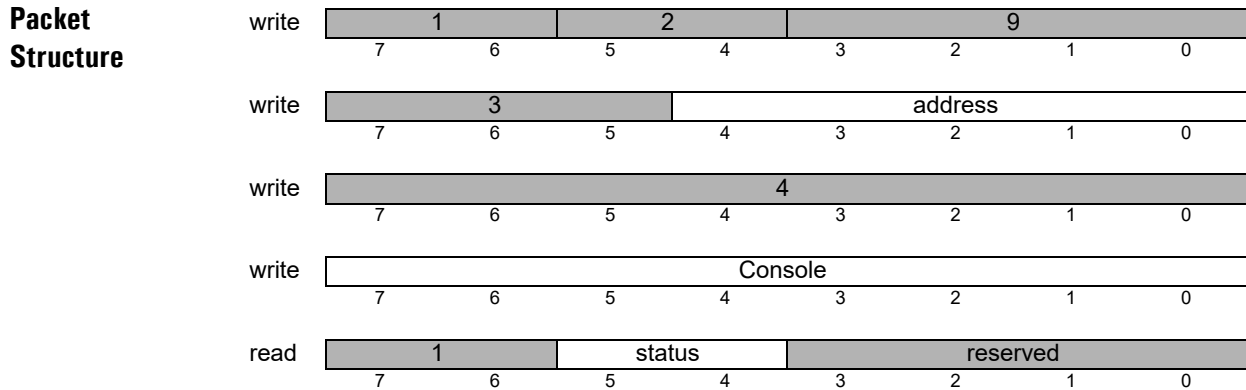 Packet
Structure
write 1 2 9
7 6 5 4 3 2 1 0
write 3 address
7 6 5 4 3 2 1 0
write 4
7 6 5 4 3 2 1 0
write Console
7 6 5 4 3 2 1 0
read 1 status reserved
7 6 5 4 3 2 1 0